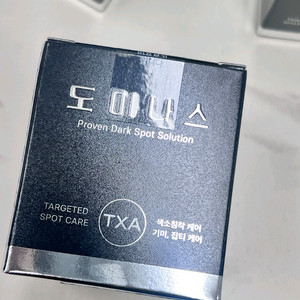 도미나스
Proven Dark Spot Solution
TARGETED
SPOT CARE
TXA
색소침착 케어
기미, 잡티 케어